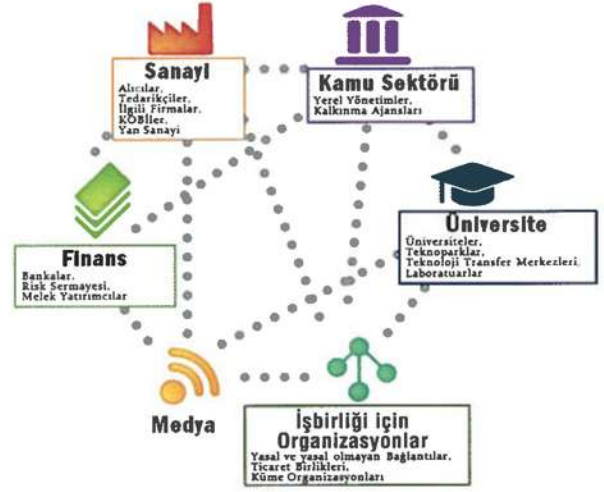 Sanayi
Alıcılar,
Tedarikçiler,
İlgili Firmalar,
KOBİler,
Yan Sanayi
Kamu Sektörü
Yerel Yönetimler,
Kalkınma Ajansları
Finans
Bankalar,
Risk Sermayesi,
Melek Yatırımcılar
Üniversite
Üniversiteler,
Teknoparklar,
Teknoloji Transfer Merkezleri,
Laboratuarlar
Medya
İşbirliği için
Organizasyonlar
Yasal ve yasal olmayan Bağlantılar,
Ticaret Birlikleri,
Küme Organizasyonları